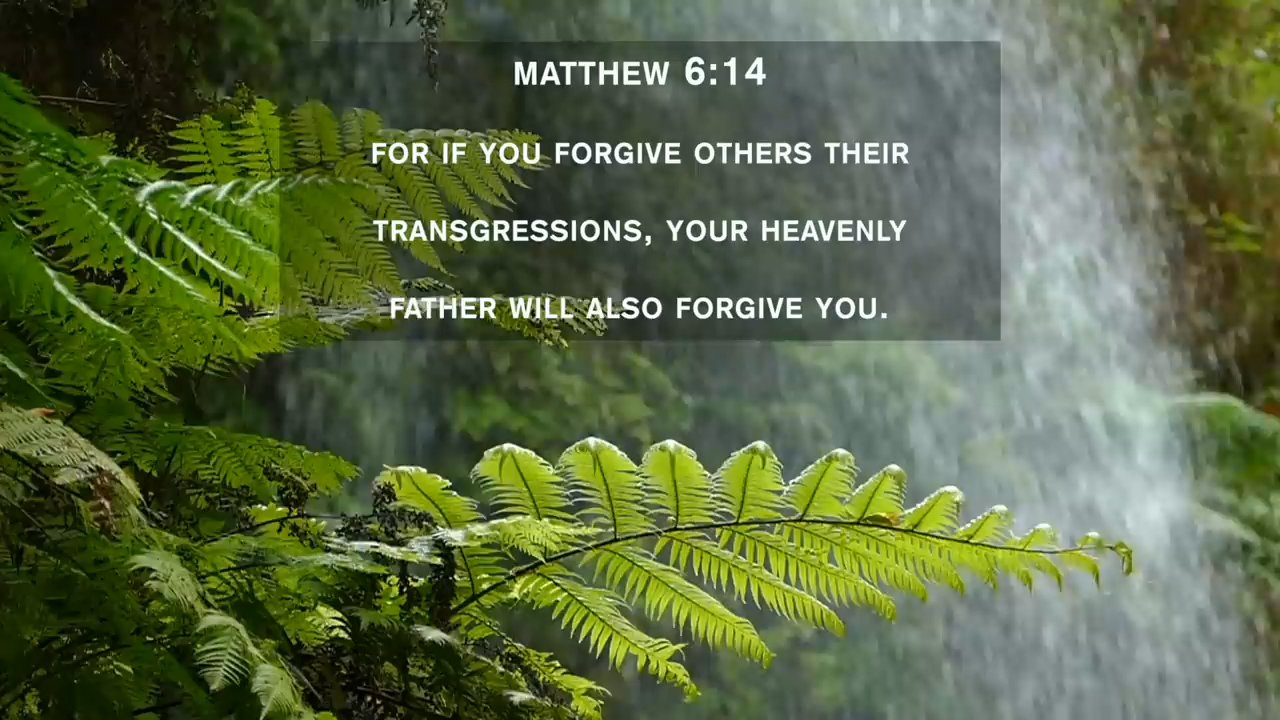 MATTHEW 6:14
FOR IF YOU FORGIVE OTHERS THEIR
TRANSGRESSIONS, YOUR HEAVENLY
FATHER WILL ALSO FORGIVE YOU.